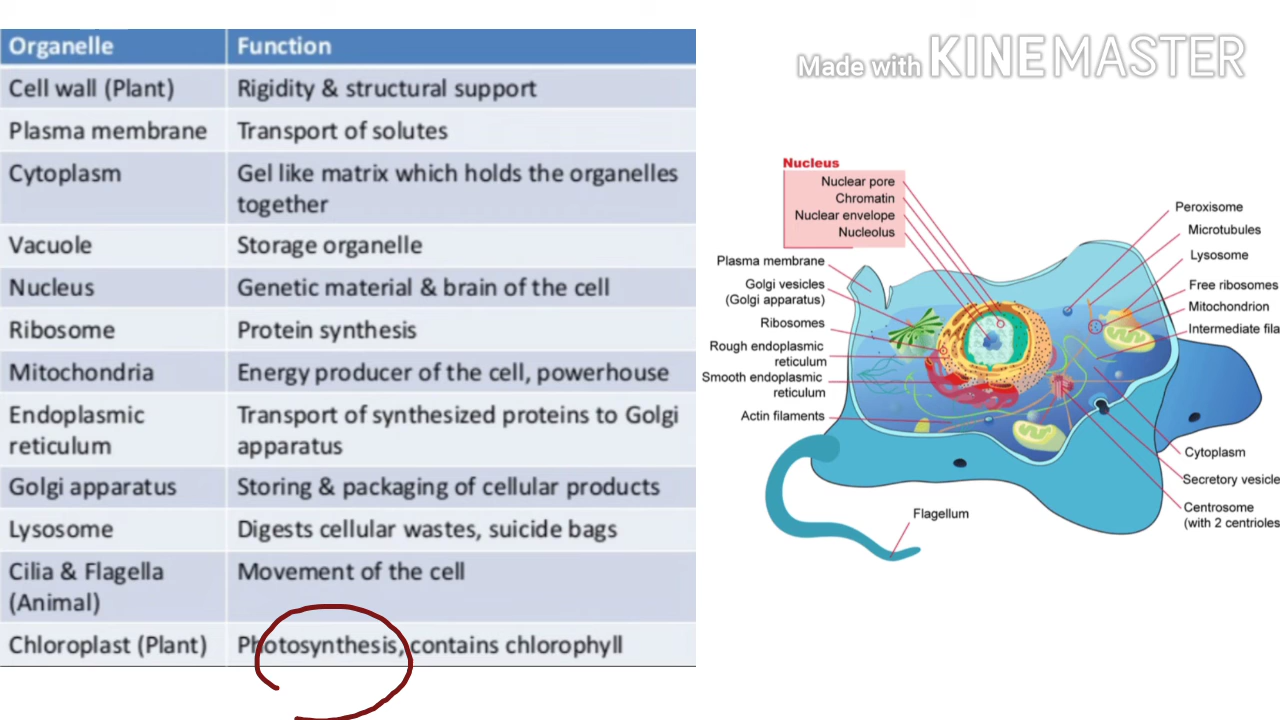 Organelle Function
Cell wall (Plant) Rigidity & structural support
Plasma membrane Transport of solutes
Cytoplasm Gel like matrix which holds the organelles
together
Vacuole Storage organelle
Nucleus Genetic material & brain of the cell
Ribosome Protein synthesis
Mitochondria Energy producer of the cell, powerhouse
Endoplasmic Transport of synthesized proteins to Golgi
reticulum apparatus
Golgi apparatus Storing & packaging of cellular products
Lysosome Digests cellular wastes, suicide bags
Cilia & Flagella Movement of the cell
(Animal)
Chloroplast (Plant) Photosynthesis, contains chlorophyll
Made with KINEMASTER
Nucleus
Nuclear pore
Chromatin
Nuclear envelope
Nucleolus
Plasma membrane
Golgi vesicles
(Golgi apparatus)
Ribosomes
Rough endoplasmic
reticulum
Smooth endoplasmic
reticulum
Actin filaments
Flagellum
Peroxisome
Microtubules
Lysosome
Free ribosomes
Mitochondrion
Intermediate fila
Cytoplasm
Secretory vesicle
Centrosome
(with 2 centrioles